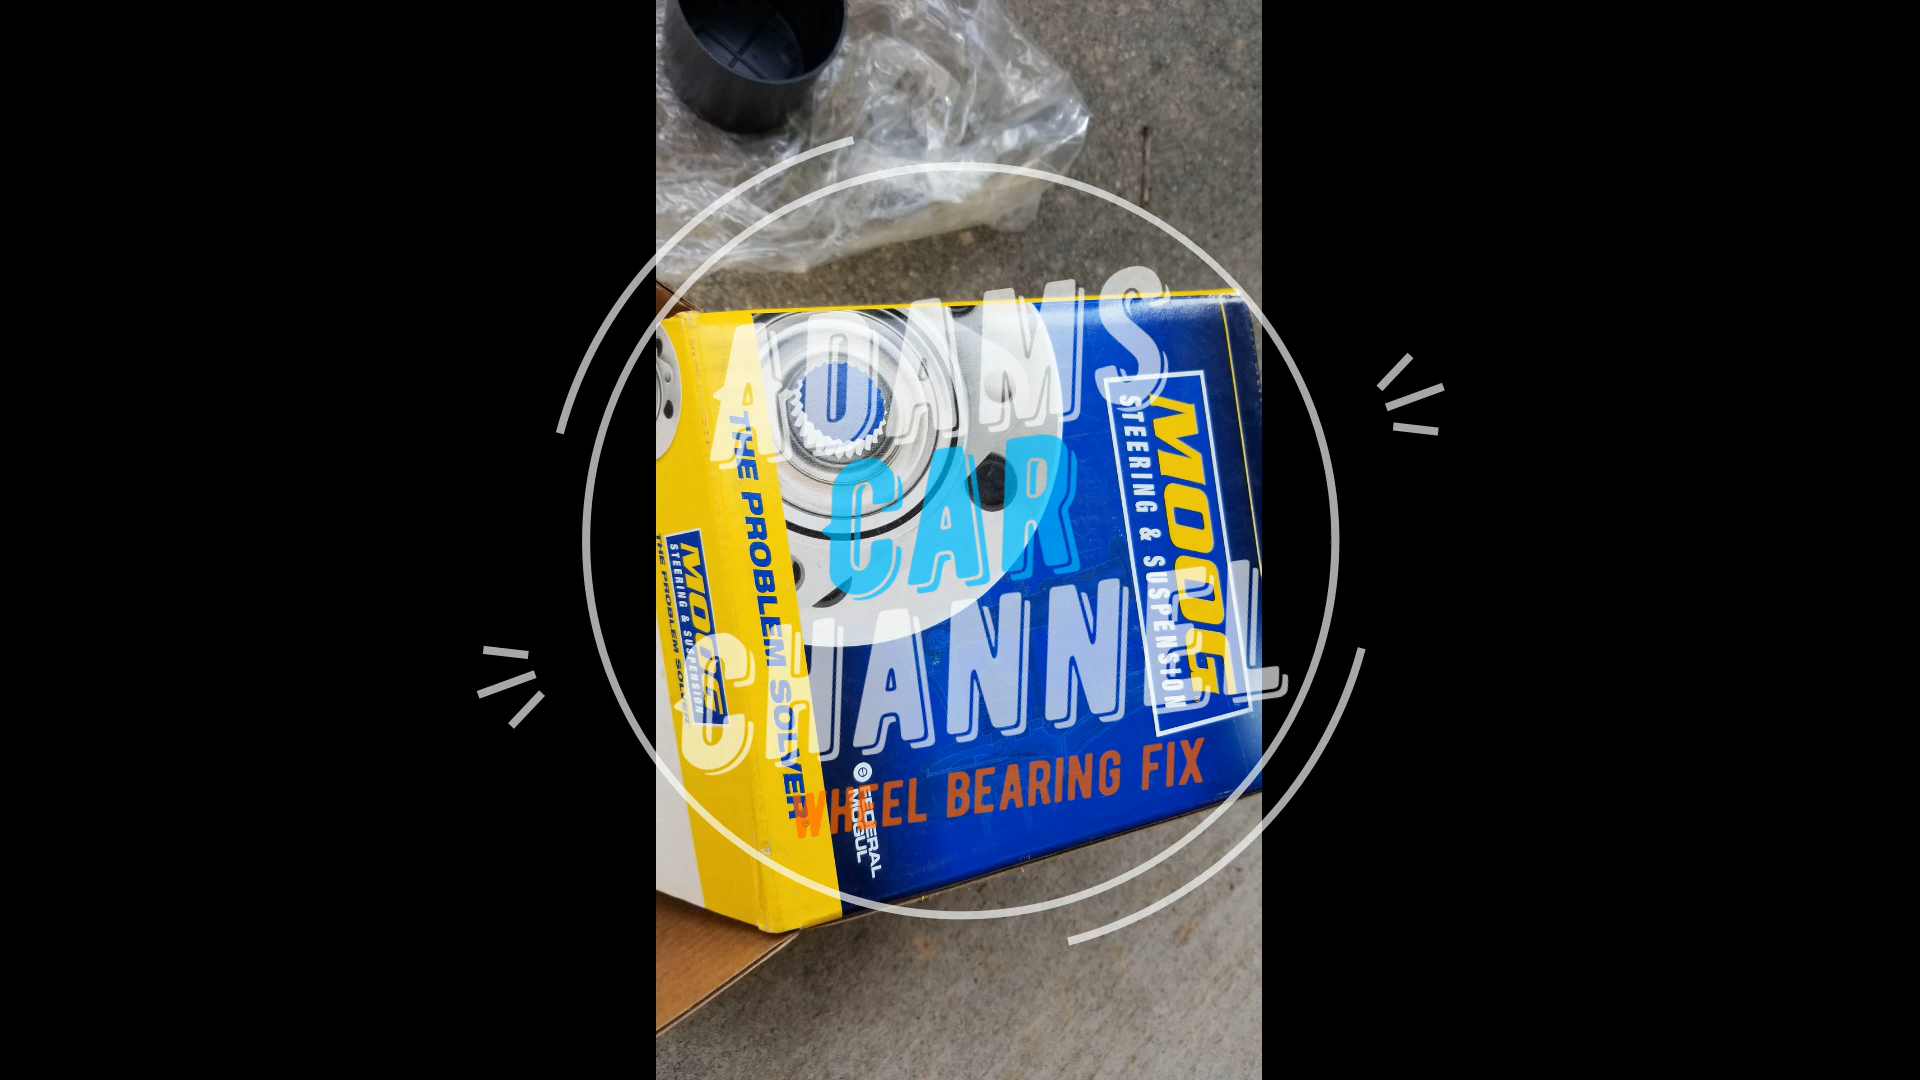 ADAMS
CAR
CHANNEL
WHEEL BEARING FIX
MOOG
STEERING & SUSPENSION
THE PROBLEM SOLVER®
FEDERAL
MOGUL
MOOG
STEERING & SUSPENSION
THE PROBLEM SOLVER